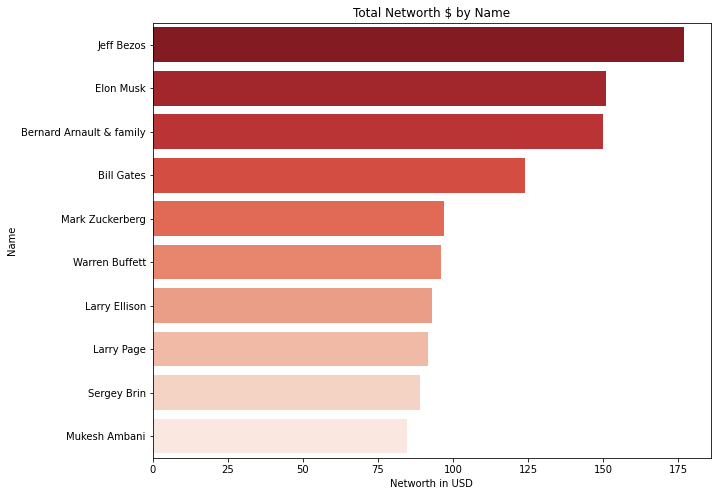 Total Networth $ by Name
Jeff Bezos
Elon Musk
Bernard Arnault & family
Bill Gates
Mark Zuckerberg
Warren Buffett
Larry Ellison
Larry Page
Sergey Brin
Mukesh Ambani
Name
0 25 50 75 100 125 150 175
Networth in USD